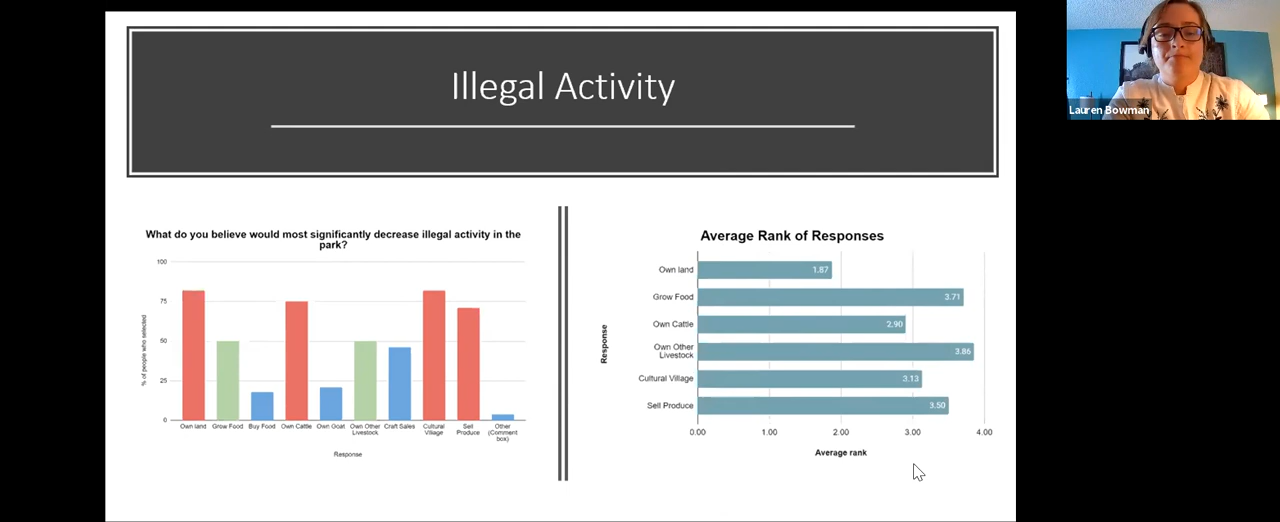 Illegal Activity
Lauren Bowman
What do you believe would most significantly decrease illegal activity in the
park?
% of people who selected
100
75
50
25
0
Own land
Grow Food
Buy Food
Own Cattle
Own Goat
Own Other
Livestock
Craft Sales
Cultural
Village
Sell
Produce
Other
(Comment
box)
Response
Average Rank of Responses
Response
Own land
1.87
Grow Food
3.71
Own Cattle
2.90
Own Other
Livestock
3.86
Cultural Village
3.13
Sell Produce
3.50
0.00
1.00
2.00
3.00
4.00
Average rank